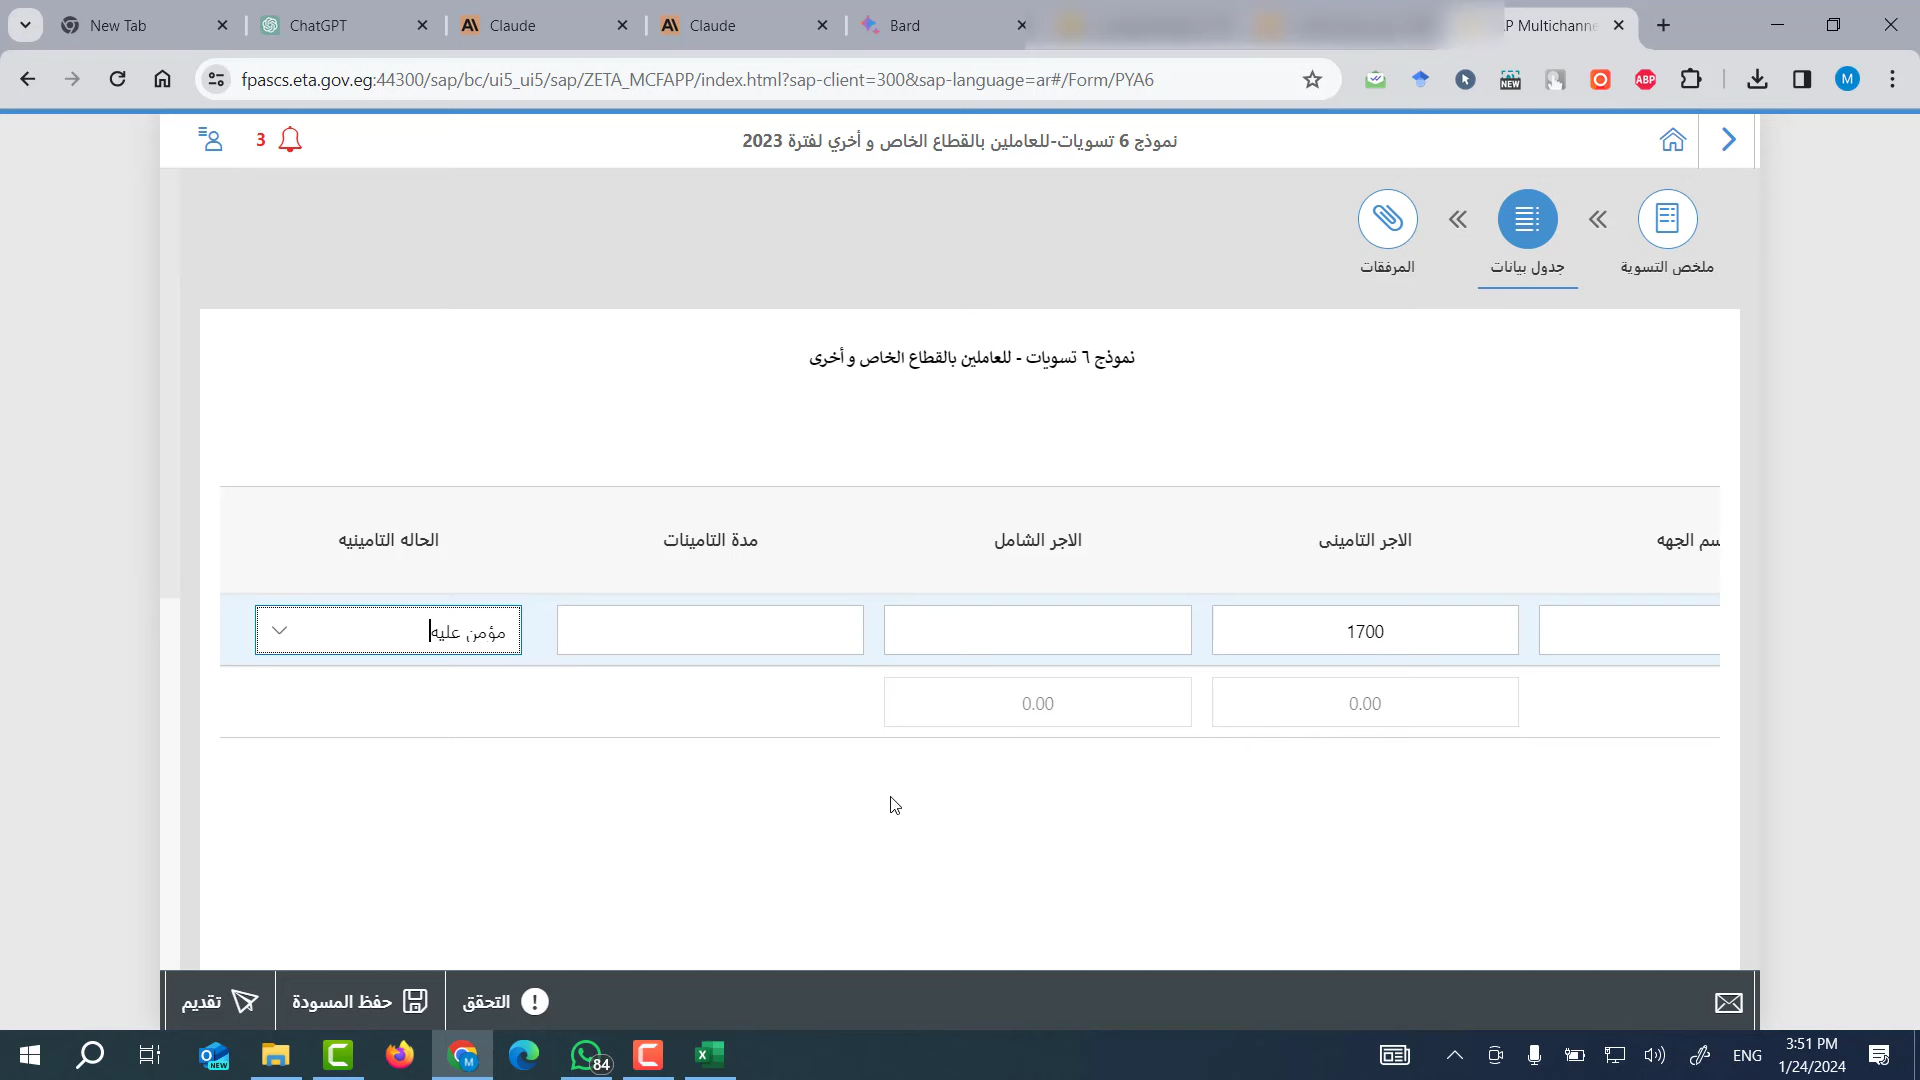 New Tab
ChatGPT
Claude
Claude
Bard
P Multichanne
fpascs.eta.gov.eg:44300/sap/bc/ui5_ui5/sap/ZETA_MCFAPP/index.html?sap-client=300&sap-language=ar#/Form/PYA6
NEW
ABP
M
نموذج 6 تسويات-للعاملين بالقطاع الخاص و أخري لفترة 2023
3
ملخص التسوية
جدول بيانات
المرفقات
نموذج ٦ تسويات - للعاملين بالقطاع الخاص و أخرى
سم الجهه
الاجر التامينى
الاجر الشامل
مدة التامينات
الحاله التامينيه
1700
مؤمن عليه
0.00
0.00
التحقق
حفظ المسودة
تقديم
NEW
M
84
ENG
3:51 PM
1/24/2024